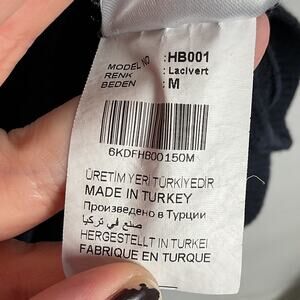 MODEL NO :HB001
RENK : Lacivert
BEDEN : M
6KDFHB00150M
ÜRETİM YERİ TÜRKİYEDİR
MADE IN TURKEY
Произведено в Турции
صنع في تركيا
HERGESTELLT IN TURKEI
FABRIQUE EN TURQUE